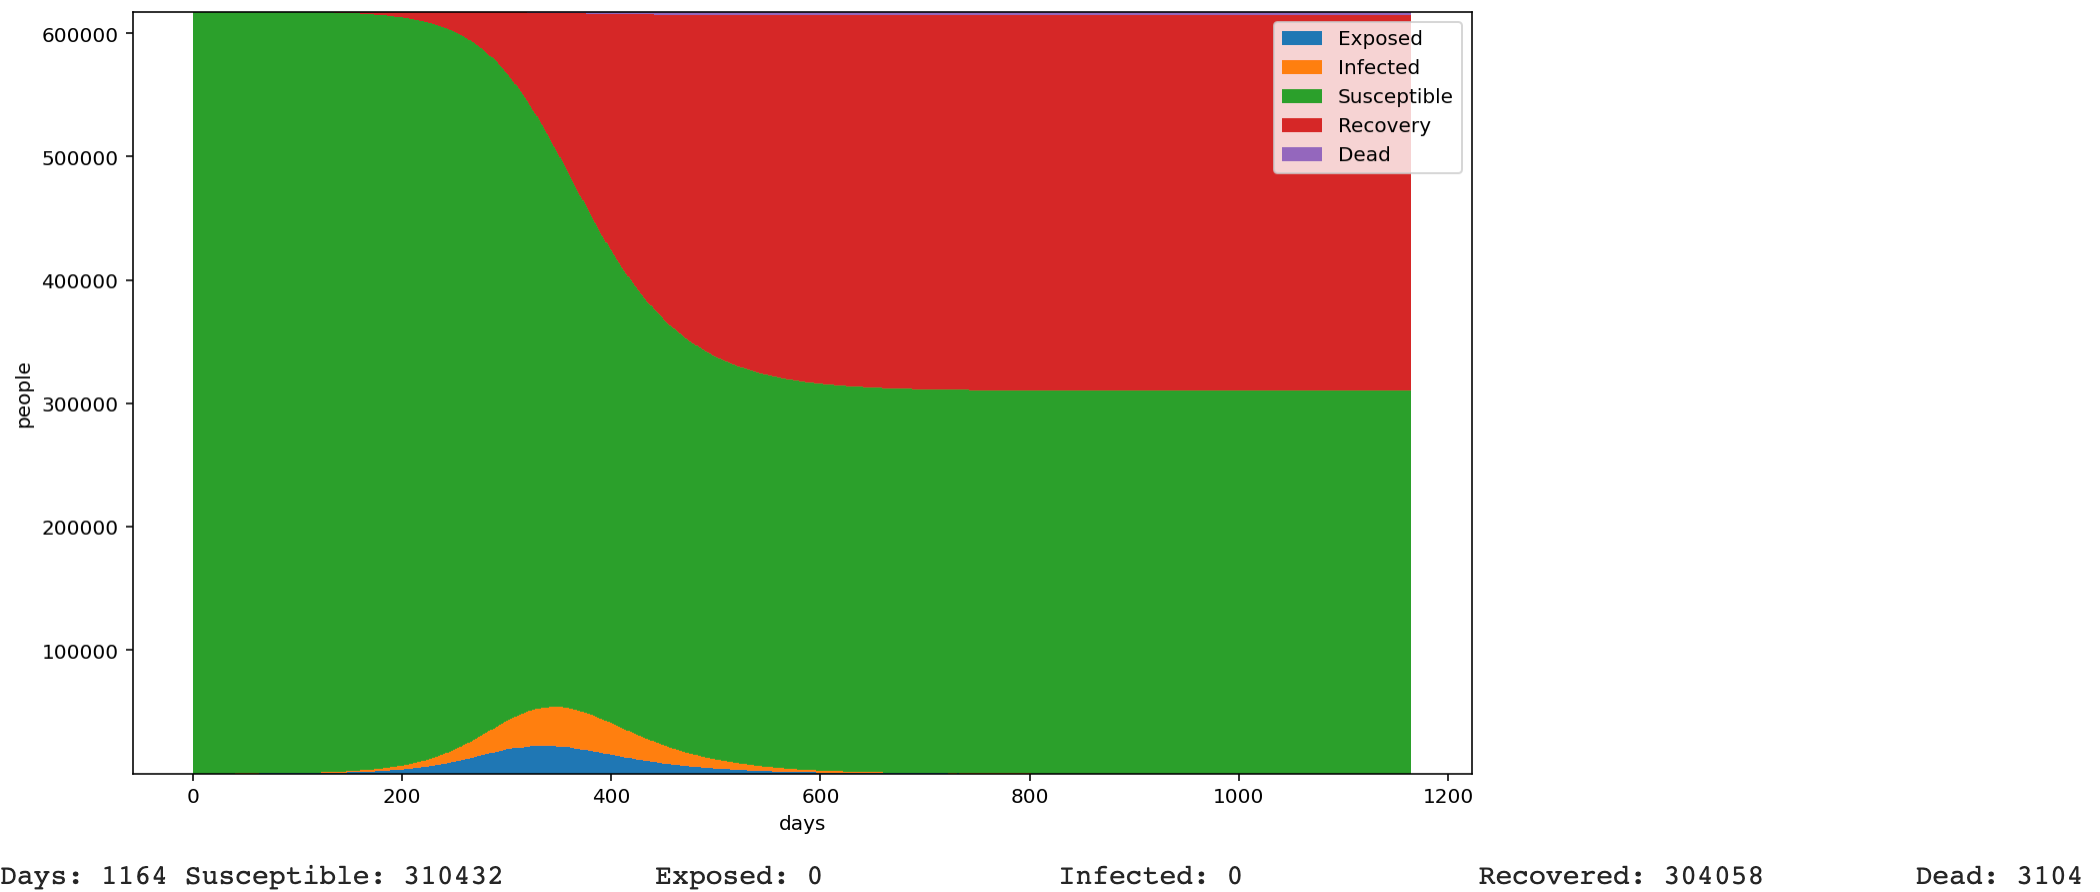 600000
500000
400000
300000
200000
100000
people
0 200 400 600 800 1000 1200
days
Exposed
Infected
Susceptible
Recovery
Dead
Days: 1164 Susceptible: 310432 Exposed: 0 Infected: 0 Recovered: 304058 Dead: 3104